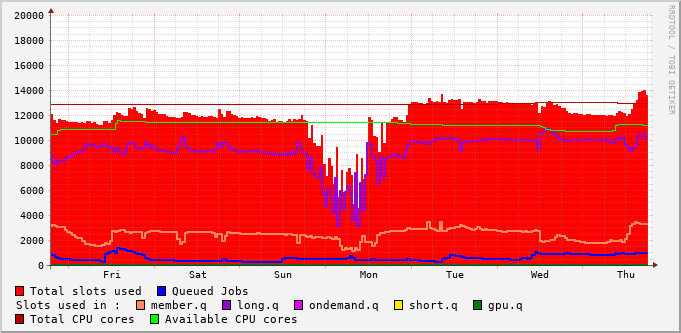 RRDTOOL / TOBI OETIKER
20000
18000
16000
14000
12000
10000
8000
6000
4000
2000
0
Fri Sat Sun Mon Tue Wed Thu
Total slots used Queued Jobs
Slots used in : member.q long.q ondemand.q short.q gpu.q
Total CPU cores Available CPU cores